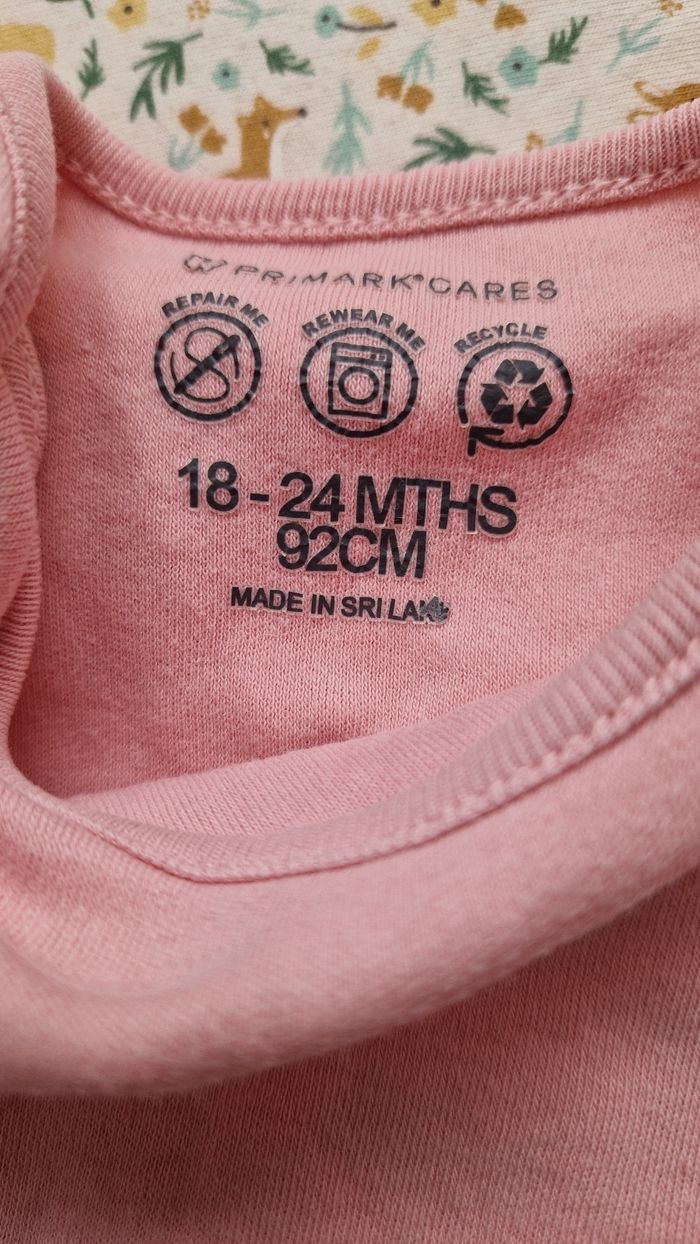 PRIMARK® CARES
REPAIR ME REWEAR ME RECYCLE
18 - 24 MTHS
92CM
MADE IN SRI